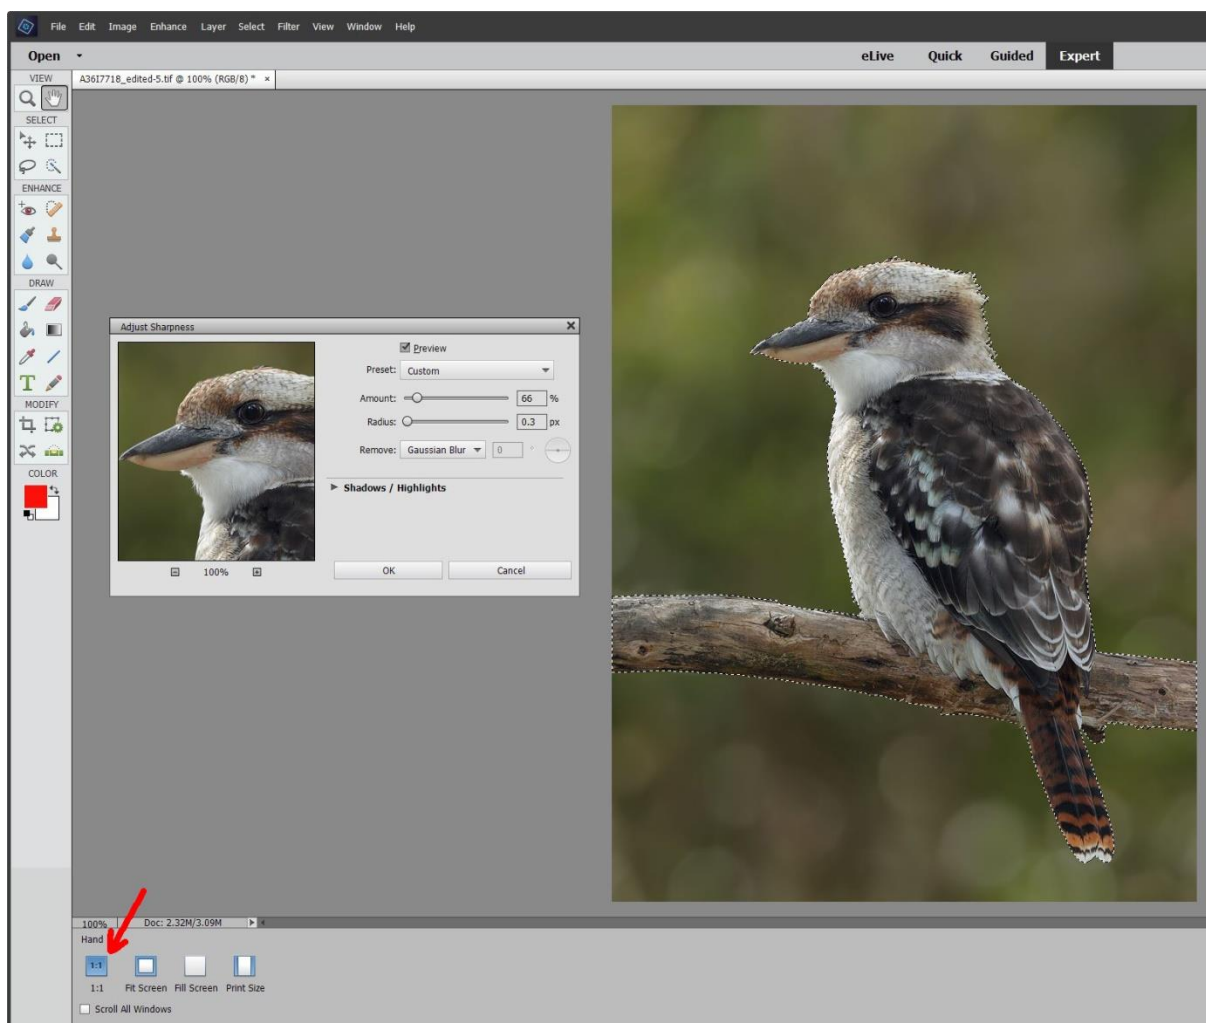 File Edit Image Enhance Layer Select Filter View Window Help
Open eLive Quick Guided Expert
VIEW
A36I7718_edited-5.tif @ 100% (RGB/8) * ×
SELECT
ENHANCE
DRAW
MODIFY
COLOR
T
Adjust Sharpness
Preview
Preset: Custom
Amount: 66 %
Radius: 0.3 px
Remove: Gaussian Blur 0 °
Shadows / Highlights
100%
OK Cancel
100% Doc: 2.32M/3.09M
Hand
1:1
1:1 Fit Screen Fill Screen Print Size
Scroll All Windows